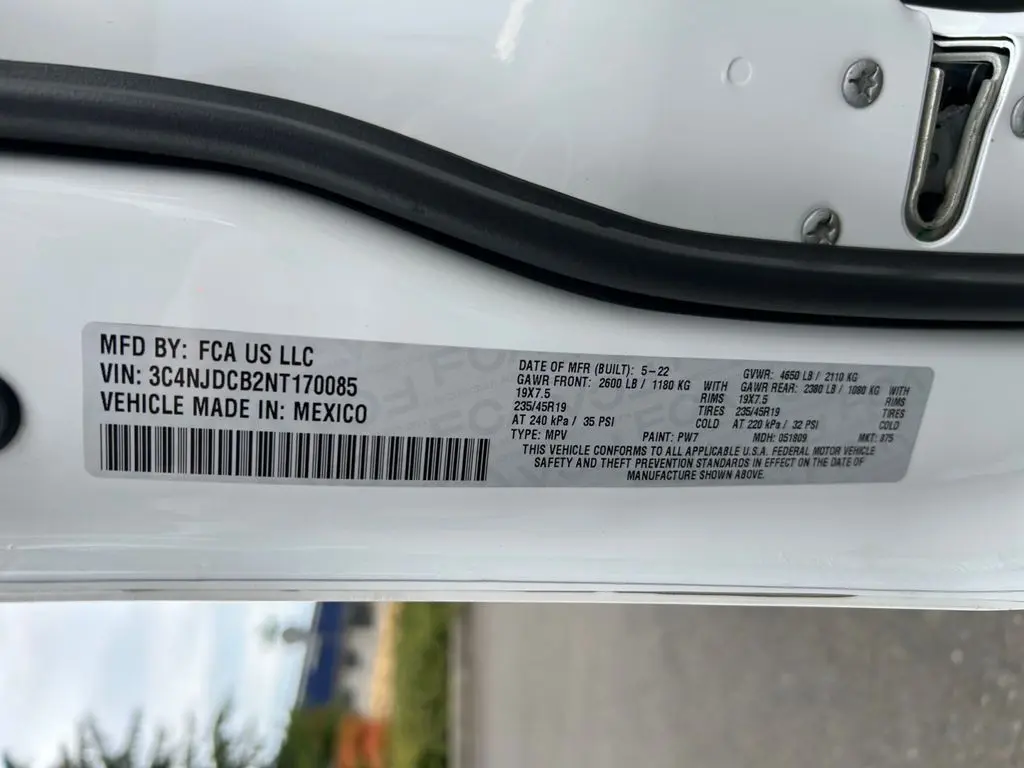 MFD BY: FCA US LLC
VIN: 3C4NJDCB2NT170085
VEHICLE MADE IN: MEXICO
DATE OF MFR (BUILT): 5-22
GVWR: 4650 LB / 2110 KG
GAWR FRONT: 2600 LB / 1180 KG WITH
GAWR REAR: 2380 LB / 1080 KG WITH
19X7.5 RIMS
19X7.5 RIMS
235/45R19 TIRES
235/45R19 TIRES
AT 240 kPa / 35 PSI COLD
AT 220 kPa / 32 PSI COLD
TYPE: MPV PAINT: PW7 MDH: 051809 MKT: 875
THIS VEHICLE CONFORMS TO ALL APPLICABLE U.S.A. FEDERAL MOTOR VEHICLE
SAFETY AND THEFT PREVENTION STANDARDS IN EFFECT ON THE DATE OF
MANUFACTURE SHOWN ABOVE.